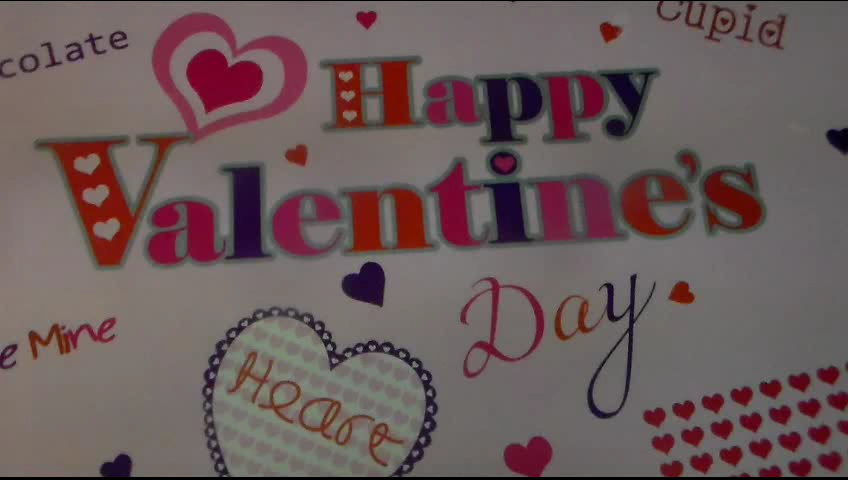 colate
Cupid
Happy
Valentine's
Day
e Mine
Heart